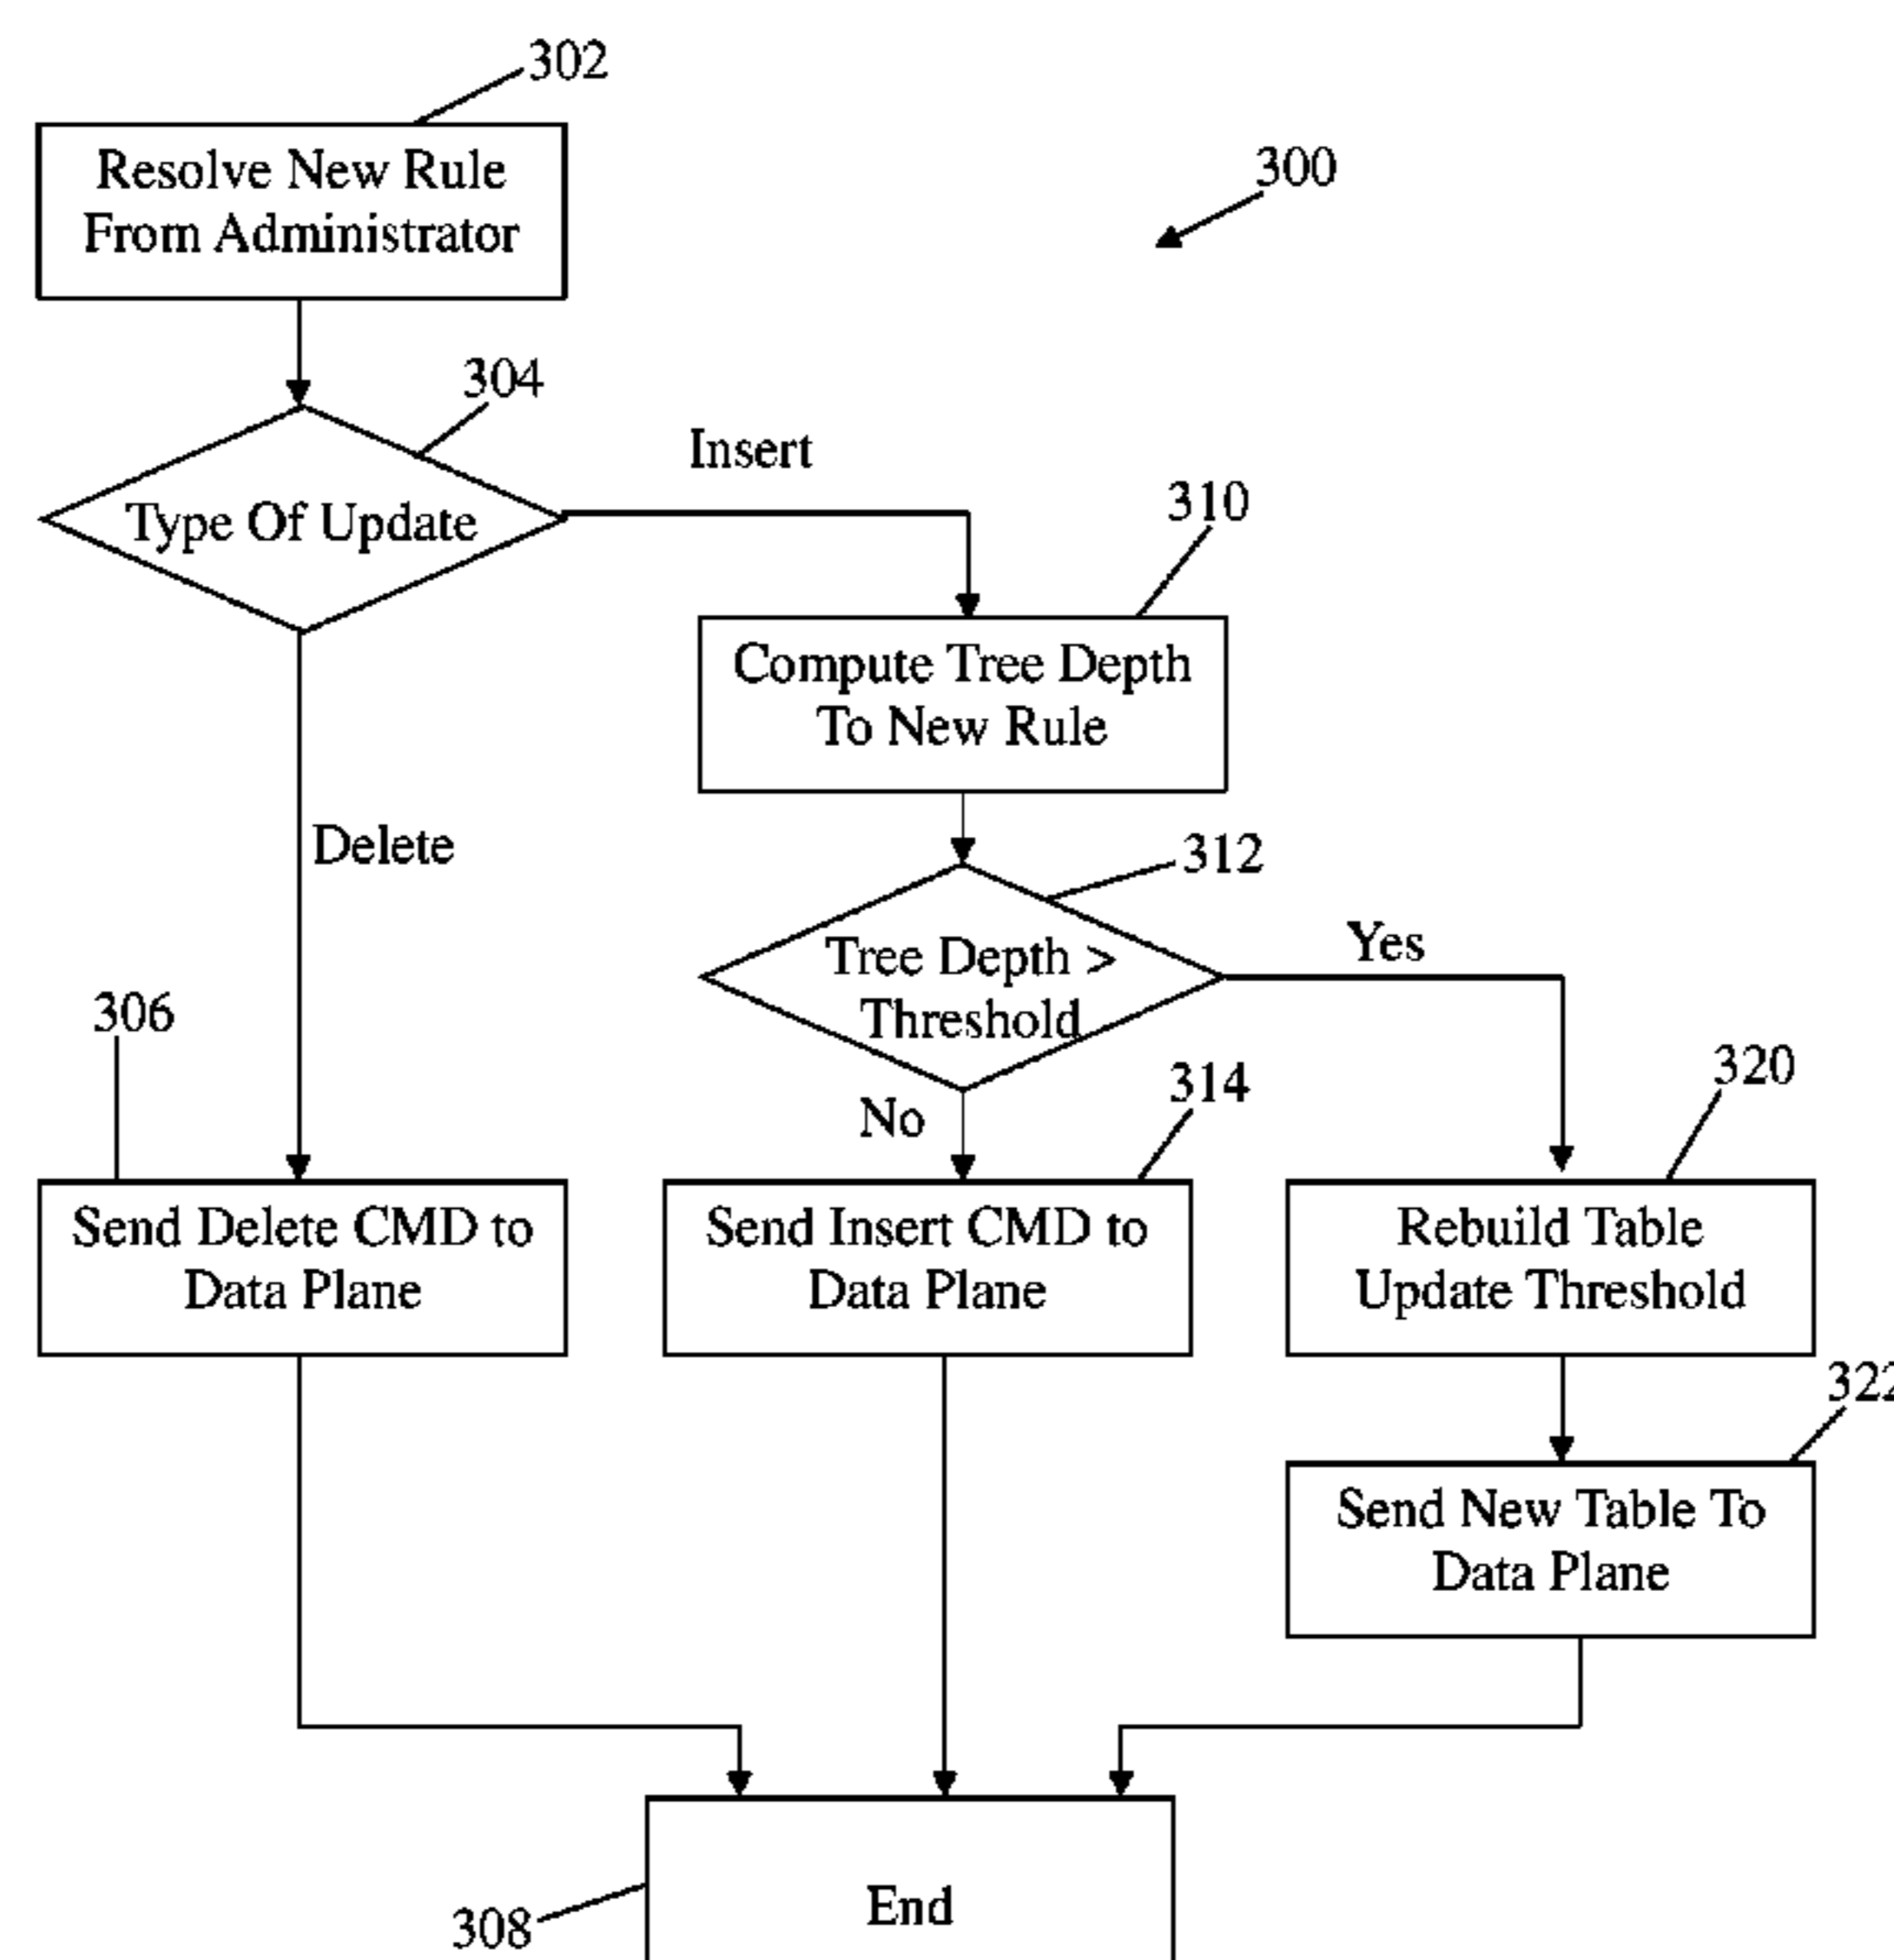 302
Resolve New Rule
From Administrator
300
304
Type Of Update
Insert
310
Compute Tree Depth
To New Rule
Delete
312
Tree Depth >
Threshold
Yes
306
No
314
320
Send Delete CMD to
Data Plane
Send Insert CMD to
Data Plane
Rebuild Table
Update Threshold
322
Send New Table To
Data Plane
End
308